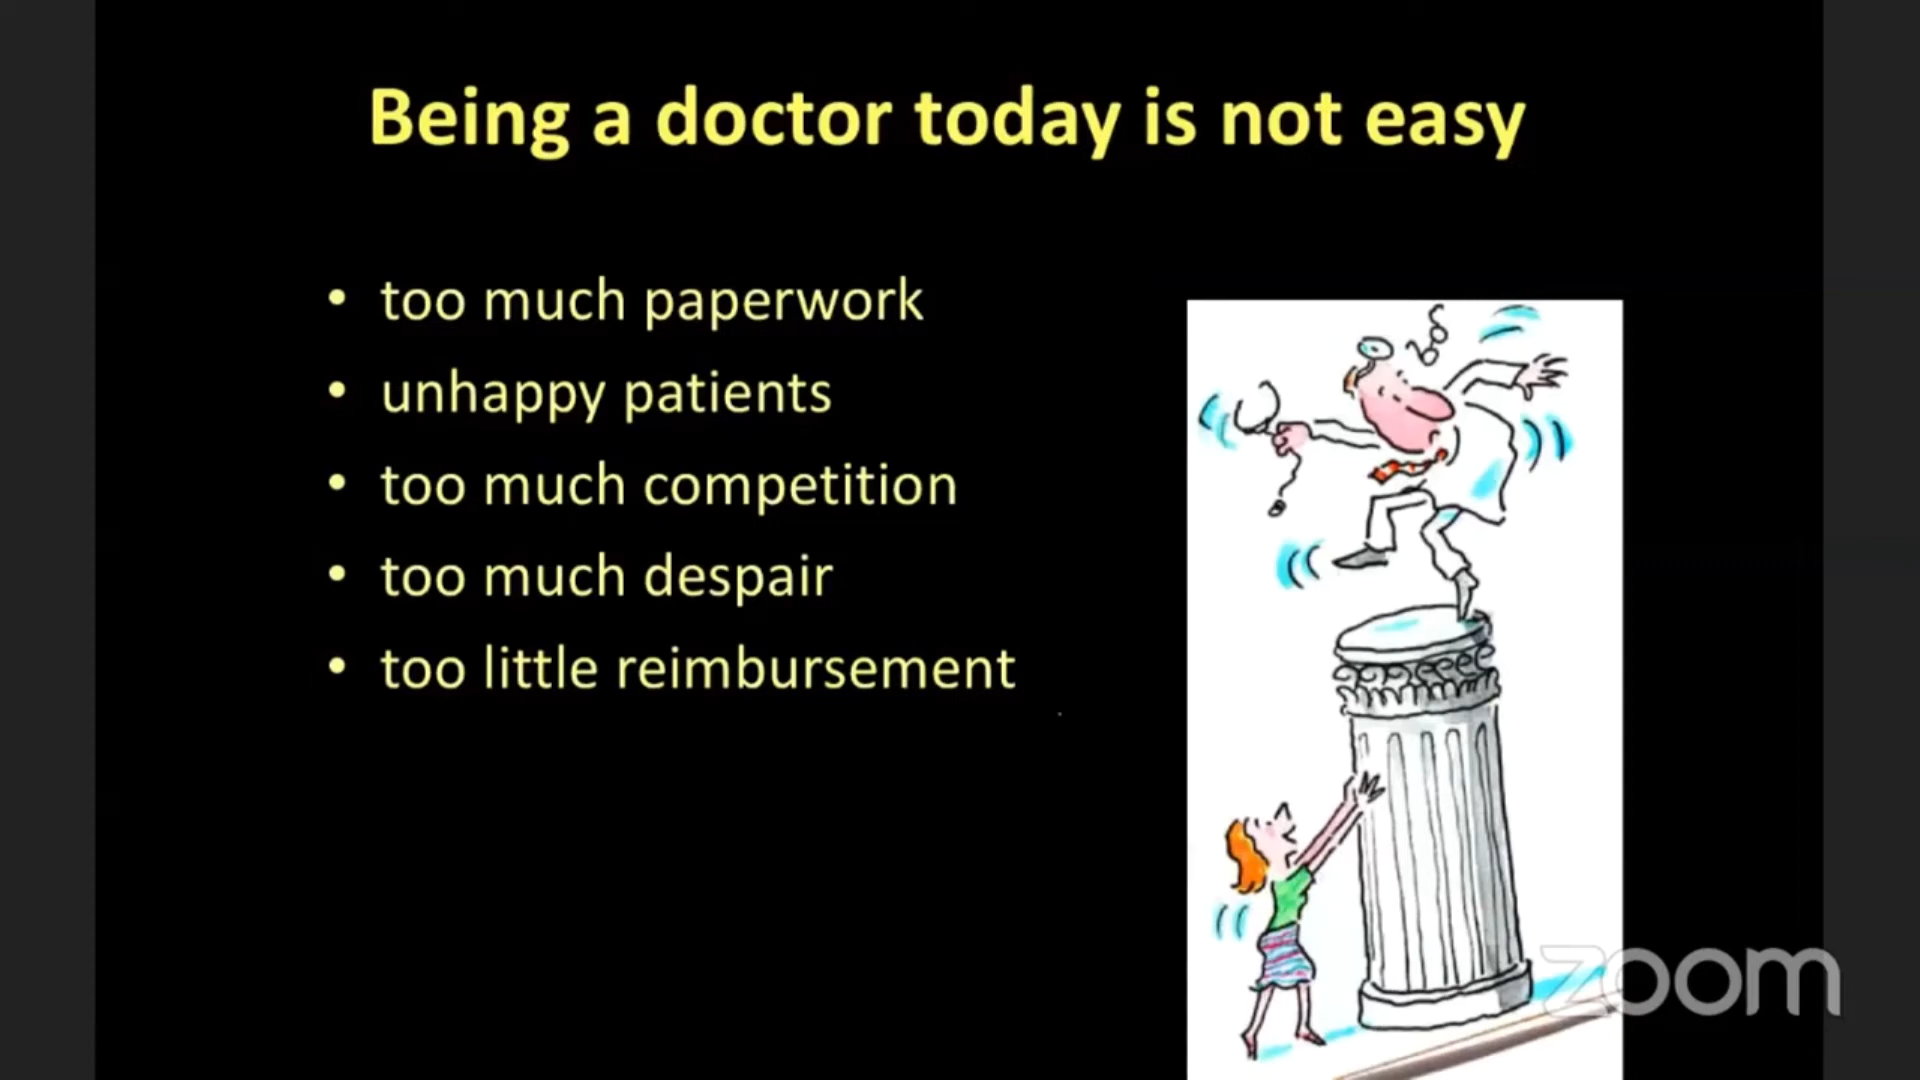 Being a doctor today is not easy
• too much paperwork
• unhappy patients
• too much competition
• too much despair
• too little reimbursement
zoom